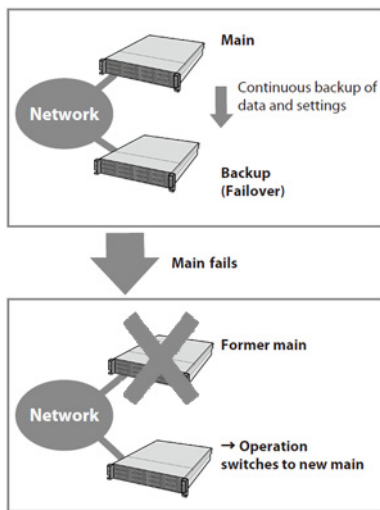 Main
Continuous backup of
data and settings
Network
Backup
(Failover)
Main fails
Former main
Network
→ Operation
switches to new main